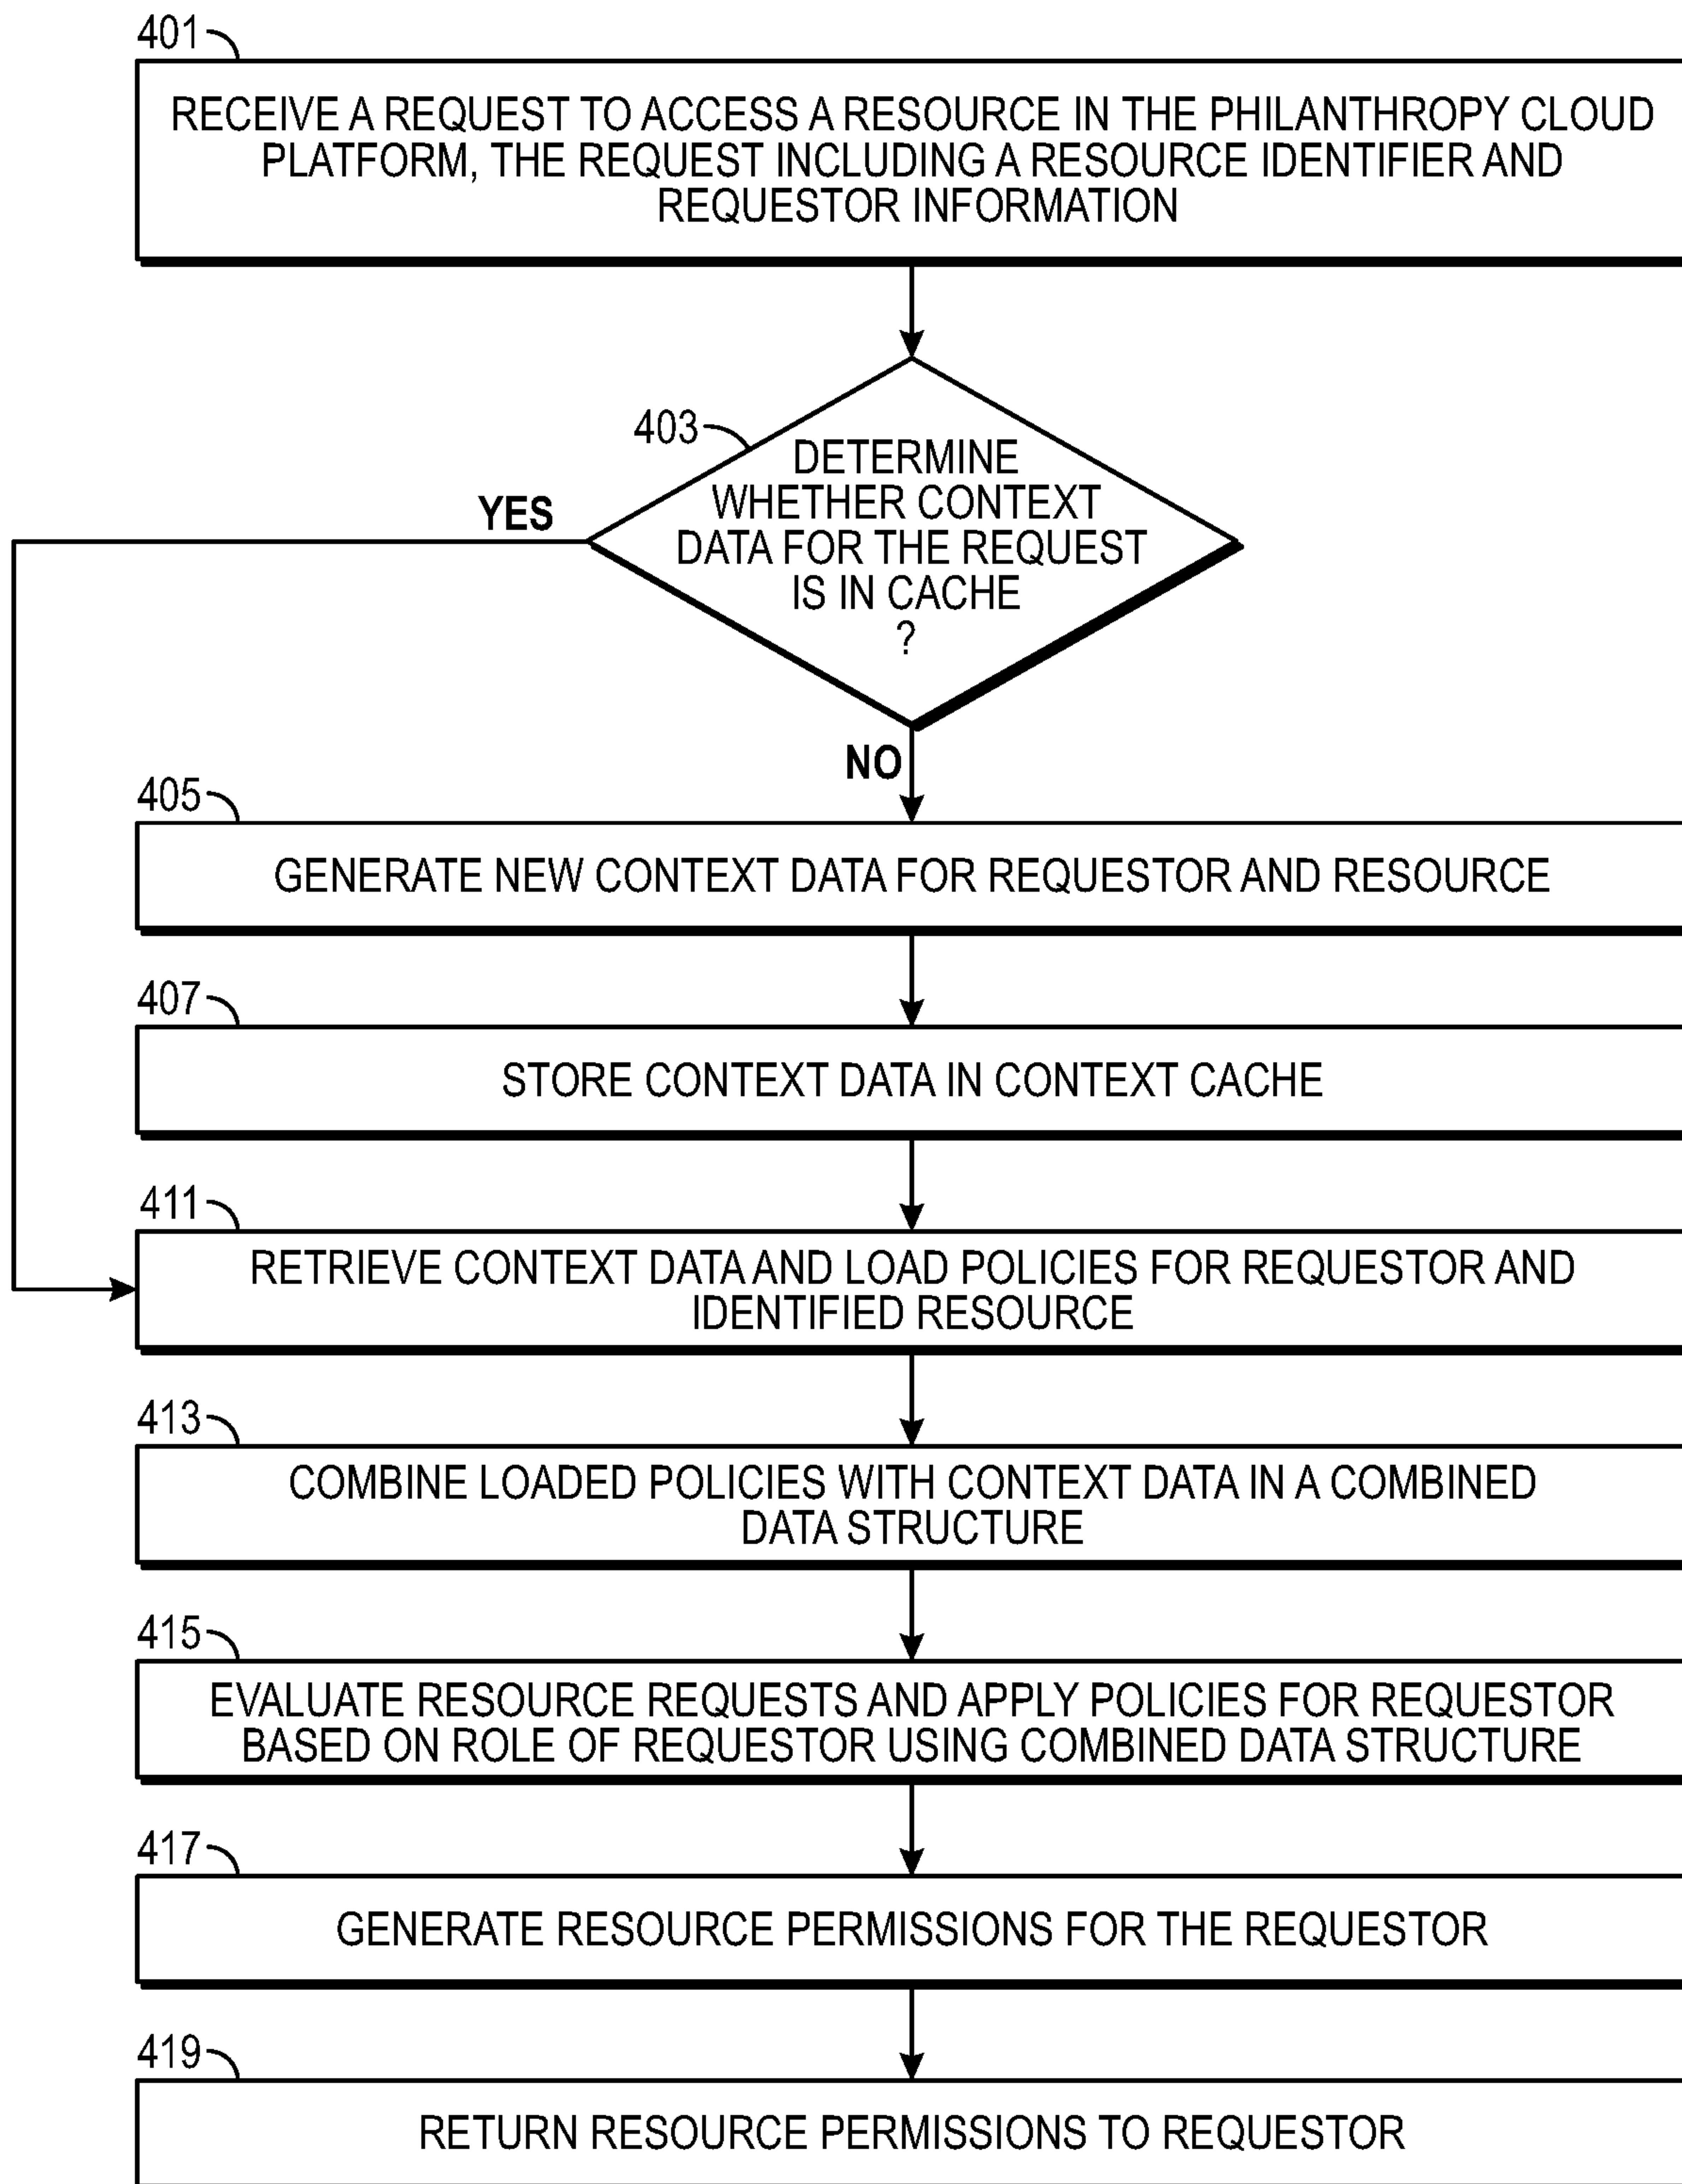 401
RECEIVE A REQUEST TO ACCESS A RESOURCE IN THE PHILANTHROPY CLOUD
PLATFORM, THE REQUEST INCLUDING A RESOURCE IDENTIFIER AND
REQUESTOR INFORMATION
403
DETERMINE
WHETHER CONTEXT
DATA FOR THE REQUEST
IS IN CACHE
?
YES
NO
405
GENERATE NEW CONTEXT DATA FOR REQUESTOR AND RESOURCE
407
STORE CONTEXT DATA IN CONTEXT CACHE
411
RETRIEVE CONTEXT DATA AND LOAD POLICIES FOR REQUESTOR AND
IDENTIFIED RESOURCE
413
COMBINE LOADED POLICIES WITH CONTEXT DATA IN A COMBINED
DATA STRUCTURE
415
EVALUATE RESOURCE REQUESTS AND APPLY POLICIES FOR REQUESTOR
BASED ON ROLE OF REQUESTOR USING COMBINED DATA STRUCTURE
417
GENERATE RESOURCE PERMISSIONS FOR THE REQUESTOR
419
RETURN RESOURCE PERMISSIONS TO REQUESTOR